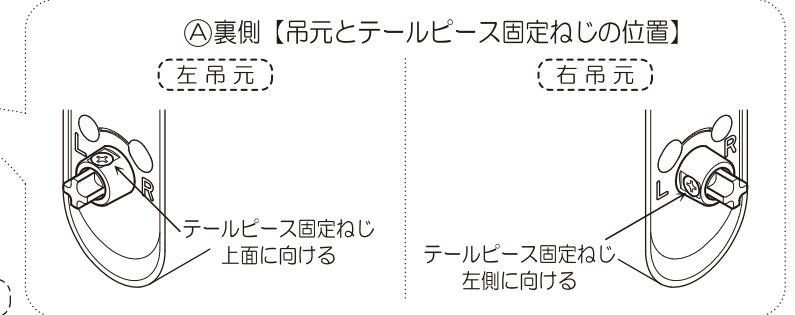 Ⓐ裏側【吊元とテールピース固定ねじの位置】
左吊元
右吊元
L
R
テールピース固定ねじ
上面に向ける
R
L
テールピース固定ねじ
左側に向ける